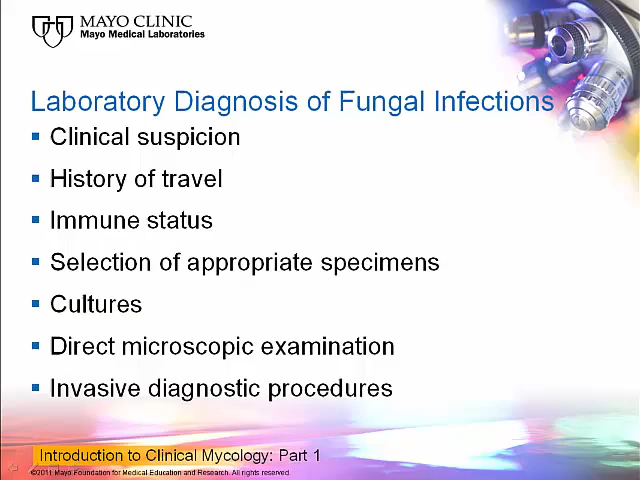 MAYO CLINIC
Mayo Medical Laboratories
Laboratory Diagnosis of Fungal Infections
Clinical suspicion
History of travel
Immune status
Selection of appropriate specimens
Cultures
Direct microscopic examination
Invasive diagnostic procedures
Introduction to Clinical Mycology: Part 1
©2011 Mayo Foundation for Medical Education and Research. All rights reserved.